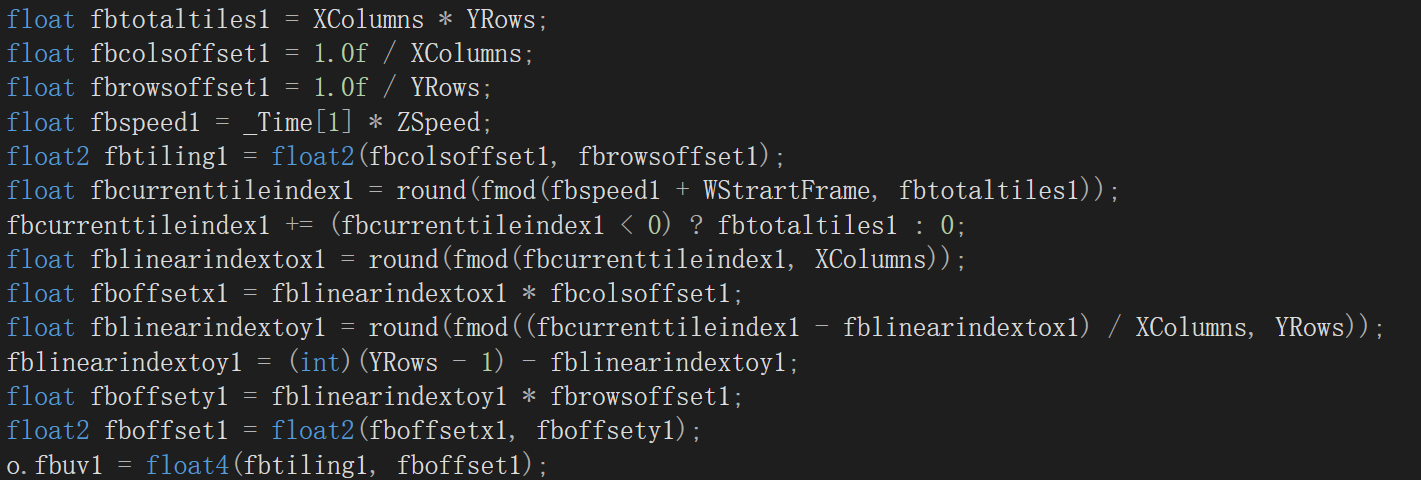 float fbtotaltiles1 = XColumns * YRows;
float fbcolsoffset1 = 1.0f / XColumns;
float fbrowsoffset1 = 1.0f / YRows;
float fbspeed1 = _Time[1] * ZSpeed;
float2 fbtiling1 = float2(fbcolsoffset1, fbrowsoffset1);
float fbcurrenttileindex1 = round(fmod(fbspeed1 + WStrartFrame, fbtotaltiles1));
fbcurrenttileindex1 += (fbcurrenttileindex1 < 0) ? fbtotaltiles1 : 0;
float fblinearindextox1 = round(fmod(fbcurrenttileindex1, XColumns));
float fboffsetx1 = fblinearindextox1 * fbcolsoffset1;
float fblinearindextoy1 = round(fmod((fbcurrenttileindex1 - fblinearindextox1) / XColumns, YRows));
fblinearindextoy1 = (int)(YRows - 1) - fblinearindextoy1;
float fboffsety1 = fblinearindextoy1 * fbrowsoffset1;
float2 fboffset1 = float2(fboffsetx1, fboffsety1);
o.fbuv1 = float4(fbtiling1, fboffset1);